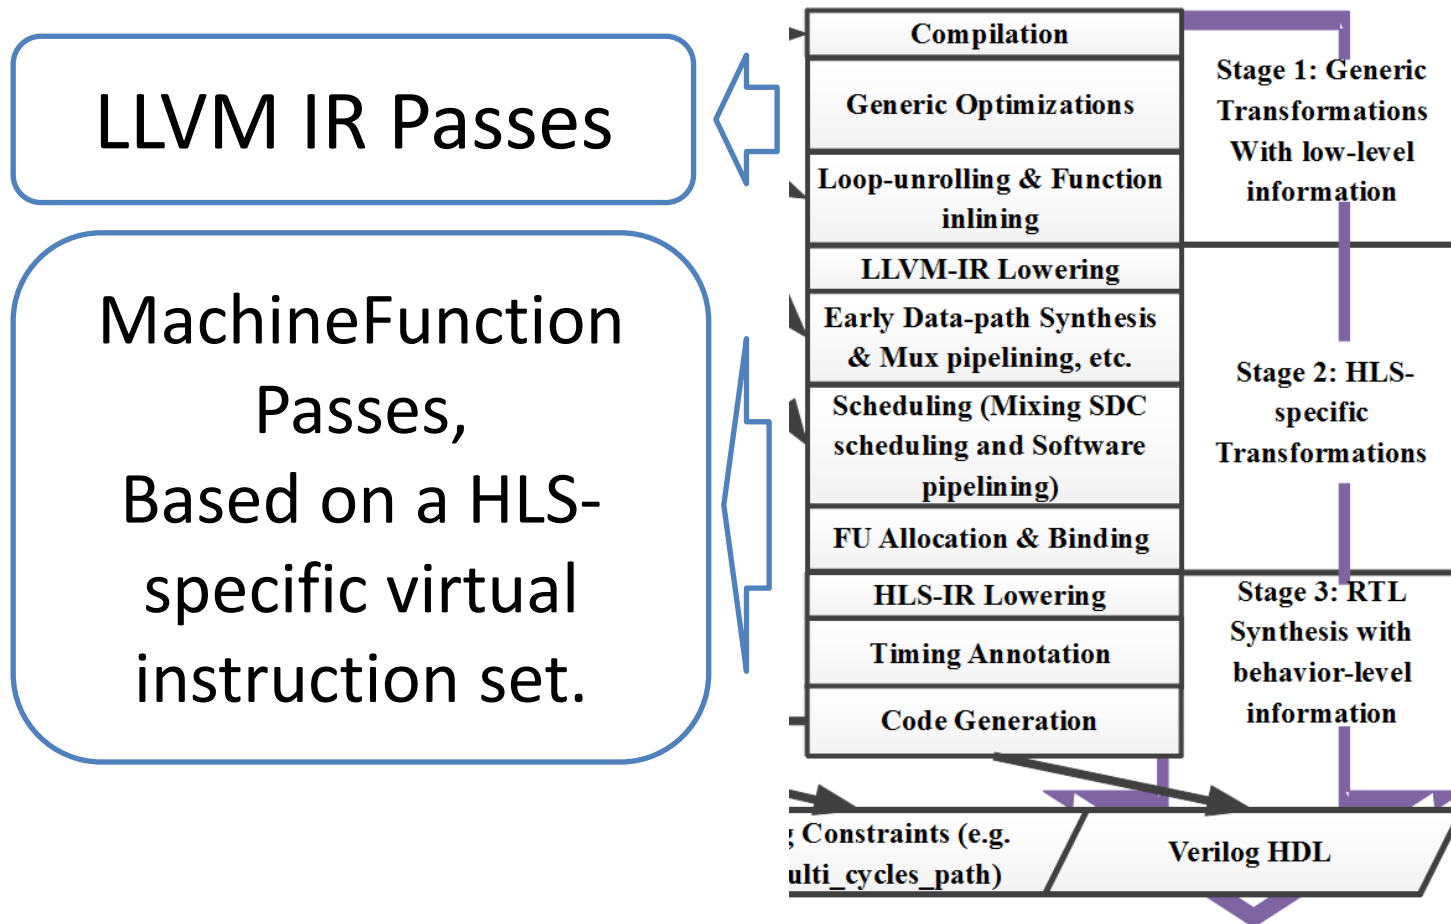 LLVM IR Passes
MachineFunction
Passes,
Based on a HLS-
specific virtual
instruction set.
Compilation
Generic Optimizations
Loop-unrolling & Function
inlining
LLVM-IR Lowering
Early Data-path Synthesis
& Mux pipelining, etc.
Scheduling (Mixing SDC
scheduling and Software
pipelining)
FU Allocation & Binding
HLS-IR Lowering
Timing Annotation
Code Generation
Stage 1: Generic
Transformations
With low-level
information
Stage 2: HLS-
specific
Transformations
Stage 3: RTL
Synthesis with
behavior-level
information
Constraints (e.g.
ulti_cycles_path)
Verilog HDL